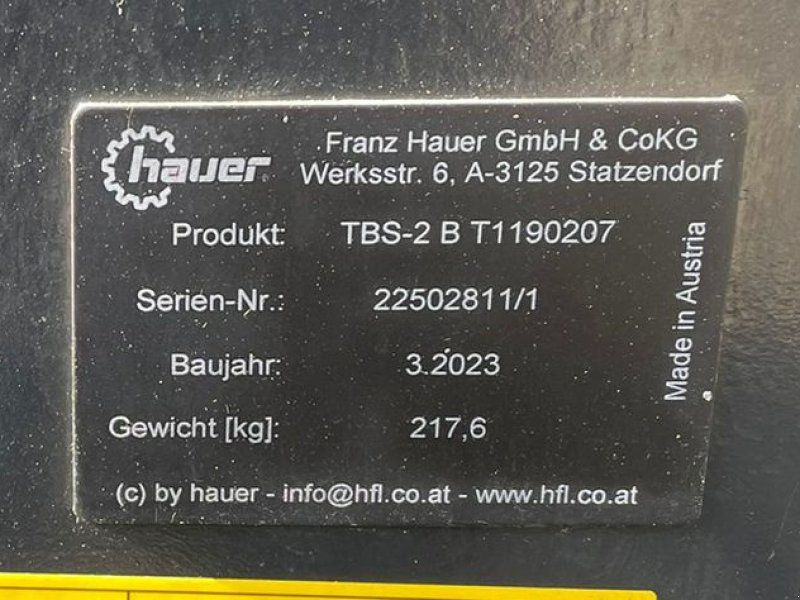 hauer
Franz Hauer GmbH & CoKG
Werksstr. 6, A-3125 Statzendorf
Produkt: TBS-2 B T1190207
Serien-Nr.: 22502811/1
Baujahr: 3.2023
Gewicht [kg]: 217,6
Made in Austria
(c) by hauer - info@hfl.co.at - www.hfl.co.at